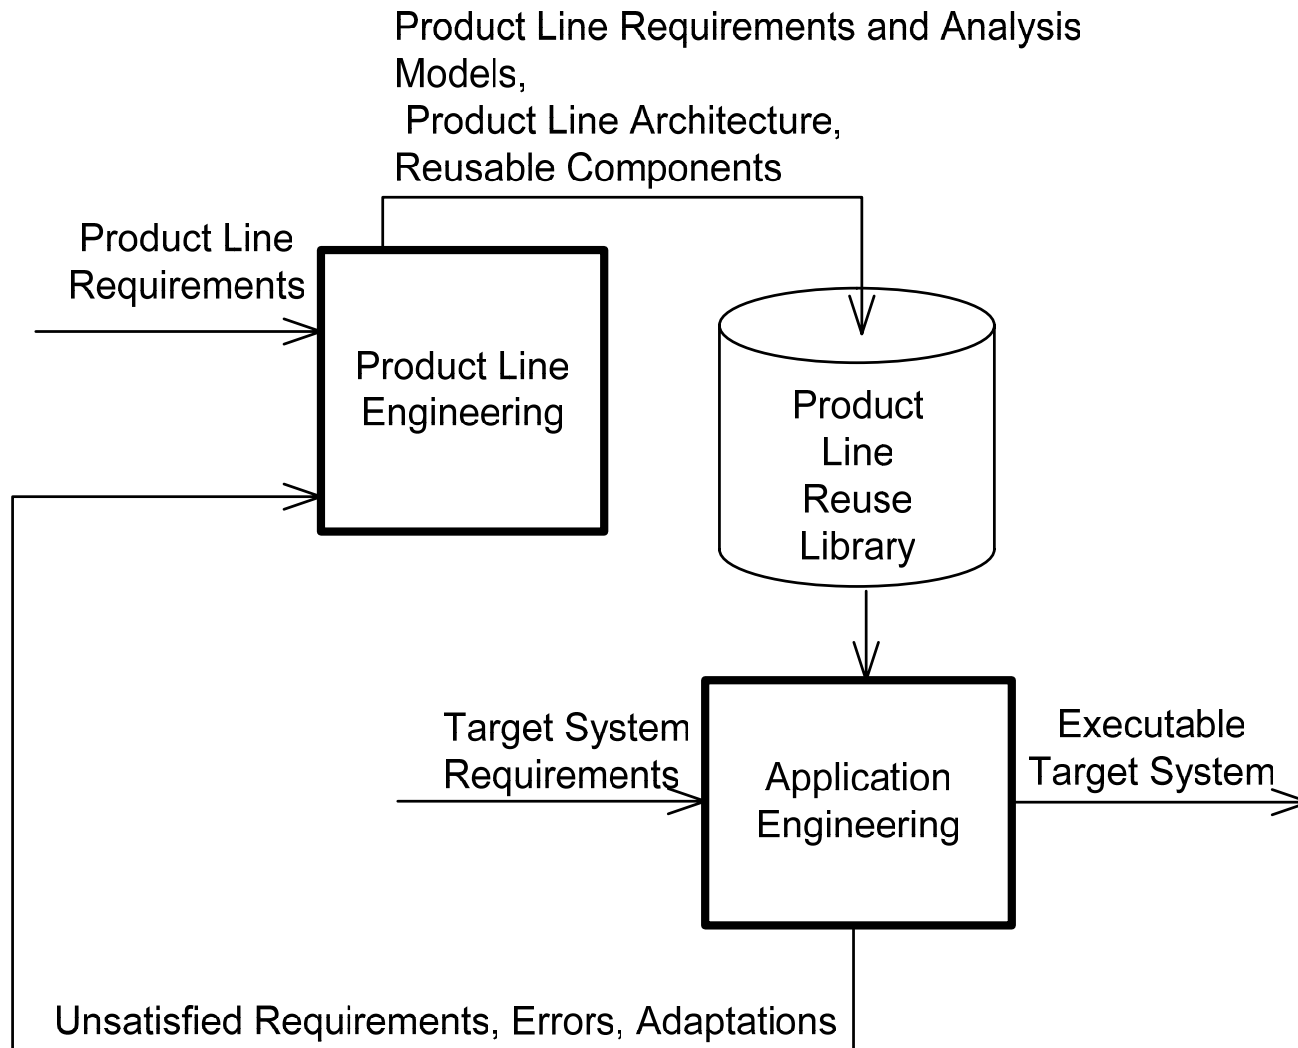 Product Line Requirements and Analysis
Models,
Product Line Architecture,
Reusable Components
Product Line
Requirements
Product Line
Engineering
Product
Line
Reuse
Library
Target System
Requirements
Application
Engineering
Executable
Target System
Unsatisfied Requirements, Errors, Adaptations